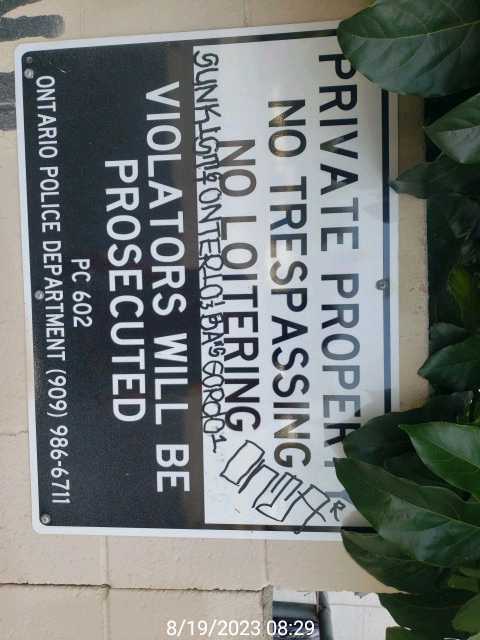 PRIVATE PROPERTY
NO TRESPASSING
NO LOITERING
VIOLATORS WILL BE
PROSECUTED
PC 602
ONTARIO POLICE DEPARTMENT (909) 986-6711
8/19/2023 08:29